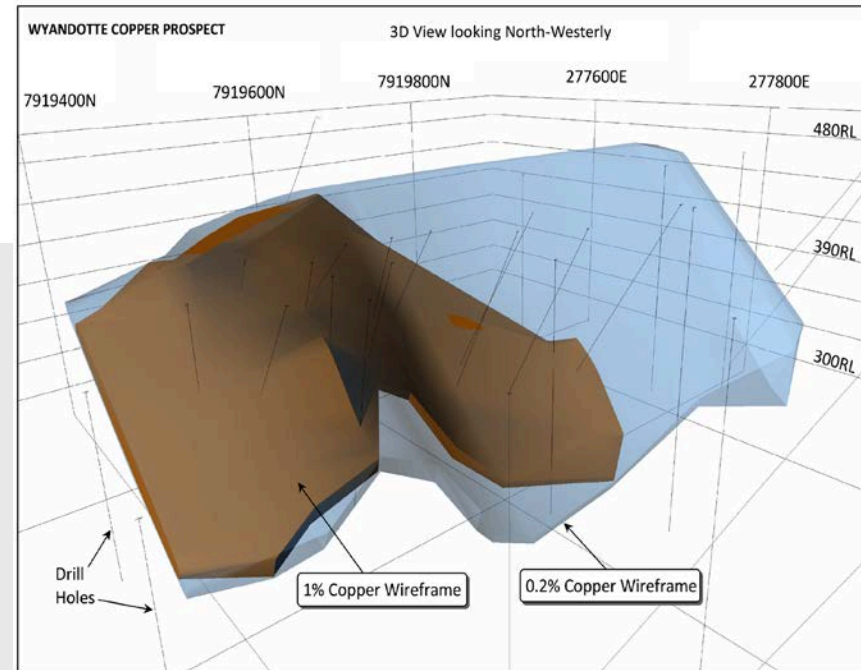 WYANDOTTE COPPER PROSPECT
3D View looking North-Westerly
7919400N
7919600N
7919800N
277600E
277800E
480RL
390RL
300RL
Drill
Holes
1% Copper Wireframe
0.2% Copper Wireframe